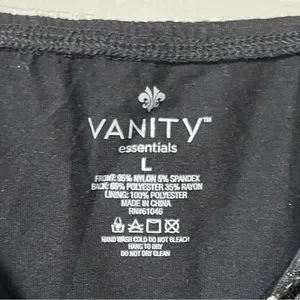 VANITY™
essentials
L
FRONT: 95% NYLON 5% SPANDEX
BACK: 65% POLYESTER 35% RAYON
LINING: 100% POLYESTER
MADE IN CHINA
RN#61046
HAND WASH COLD DO NOT BLEACH
HANG TO DRY
DO NOT DRY CLEAN